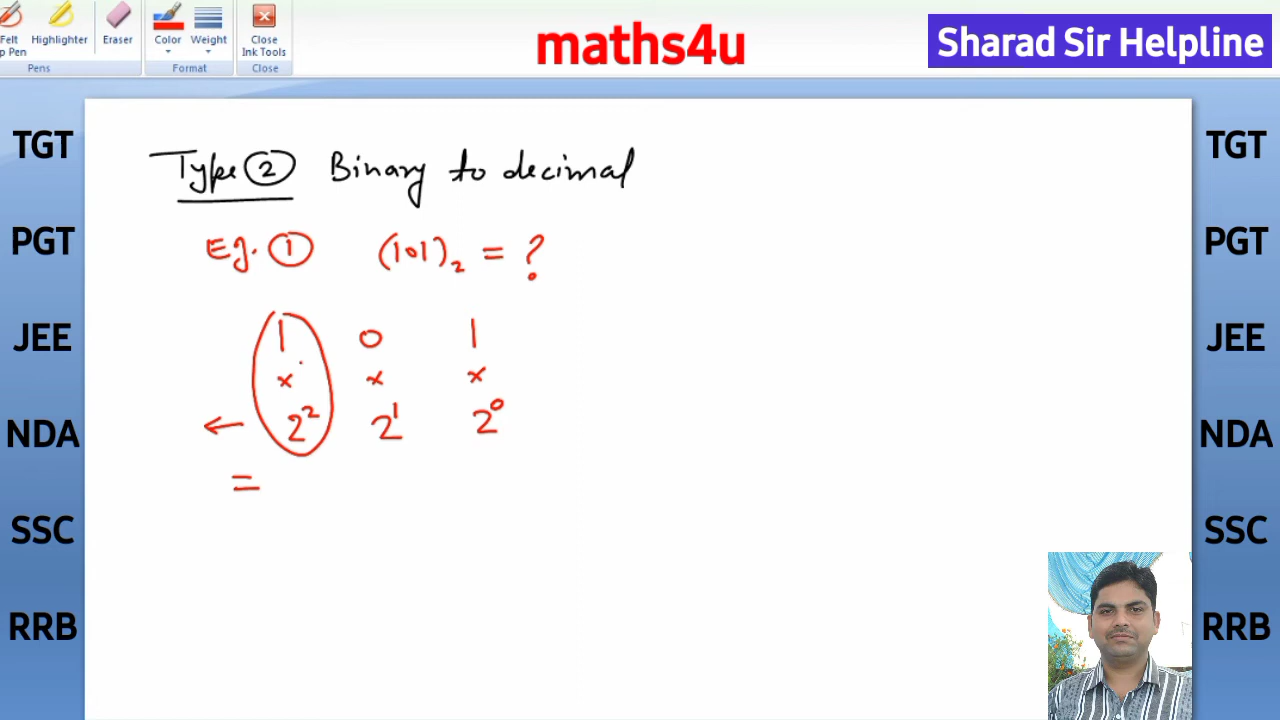 Felt
p Pen
Highlighter
Eraser
Color
Weight
Close
Ink Tools
Pens
Format
Close
maths4u
Sharad Sir Helpline
TGT
PGT
JEE
NDA
SSC
RRB
Type ② Binary to decimal
Eg. ① (101)₂ = ?
1 0 1
× × ×
← 2² 2¹ 2⁰
=
TGT
PGT
JEE
NDA
SSC
RRB